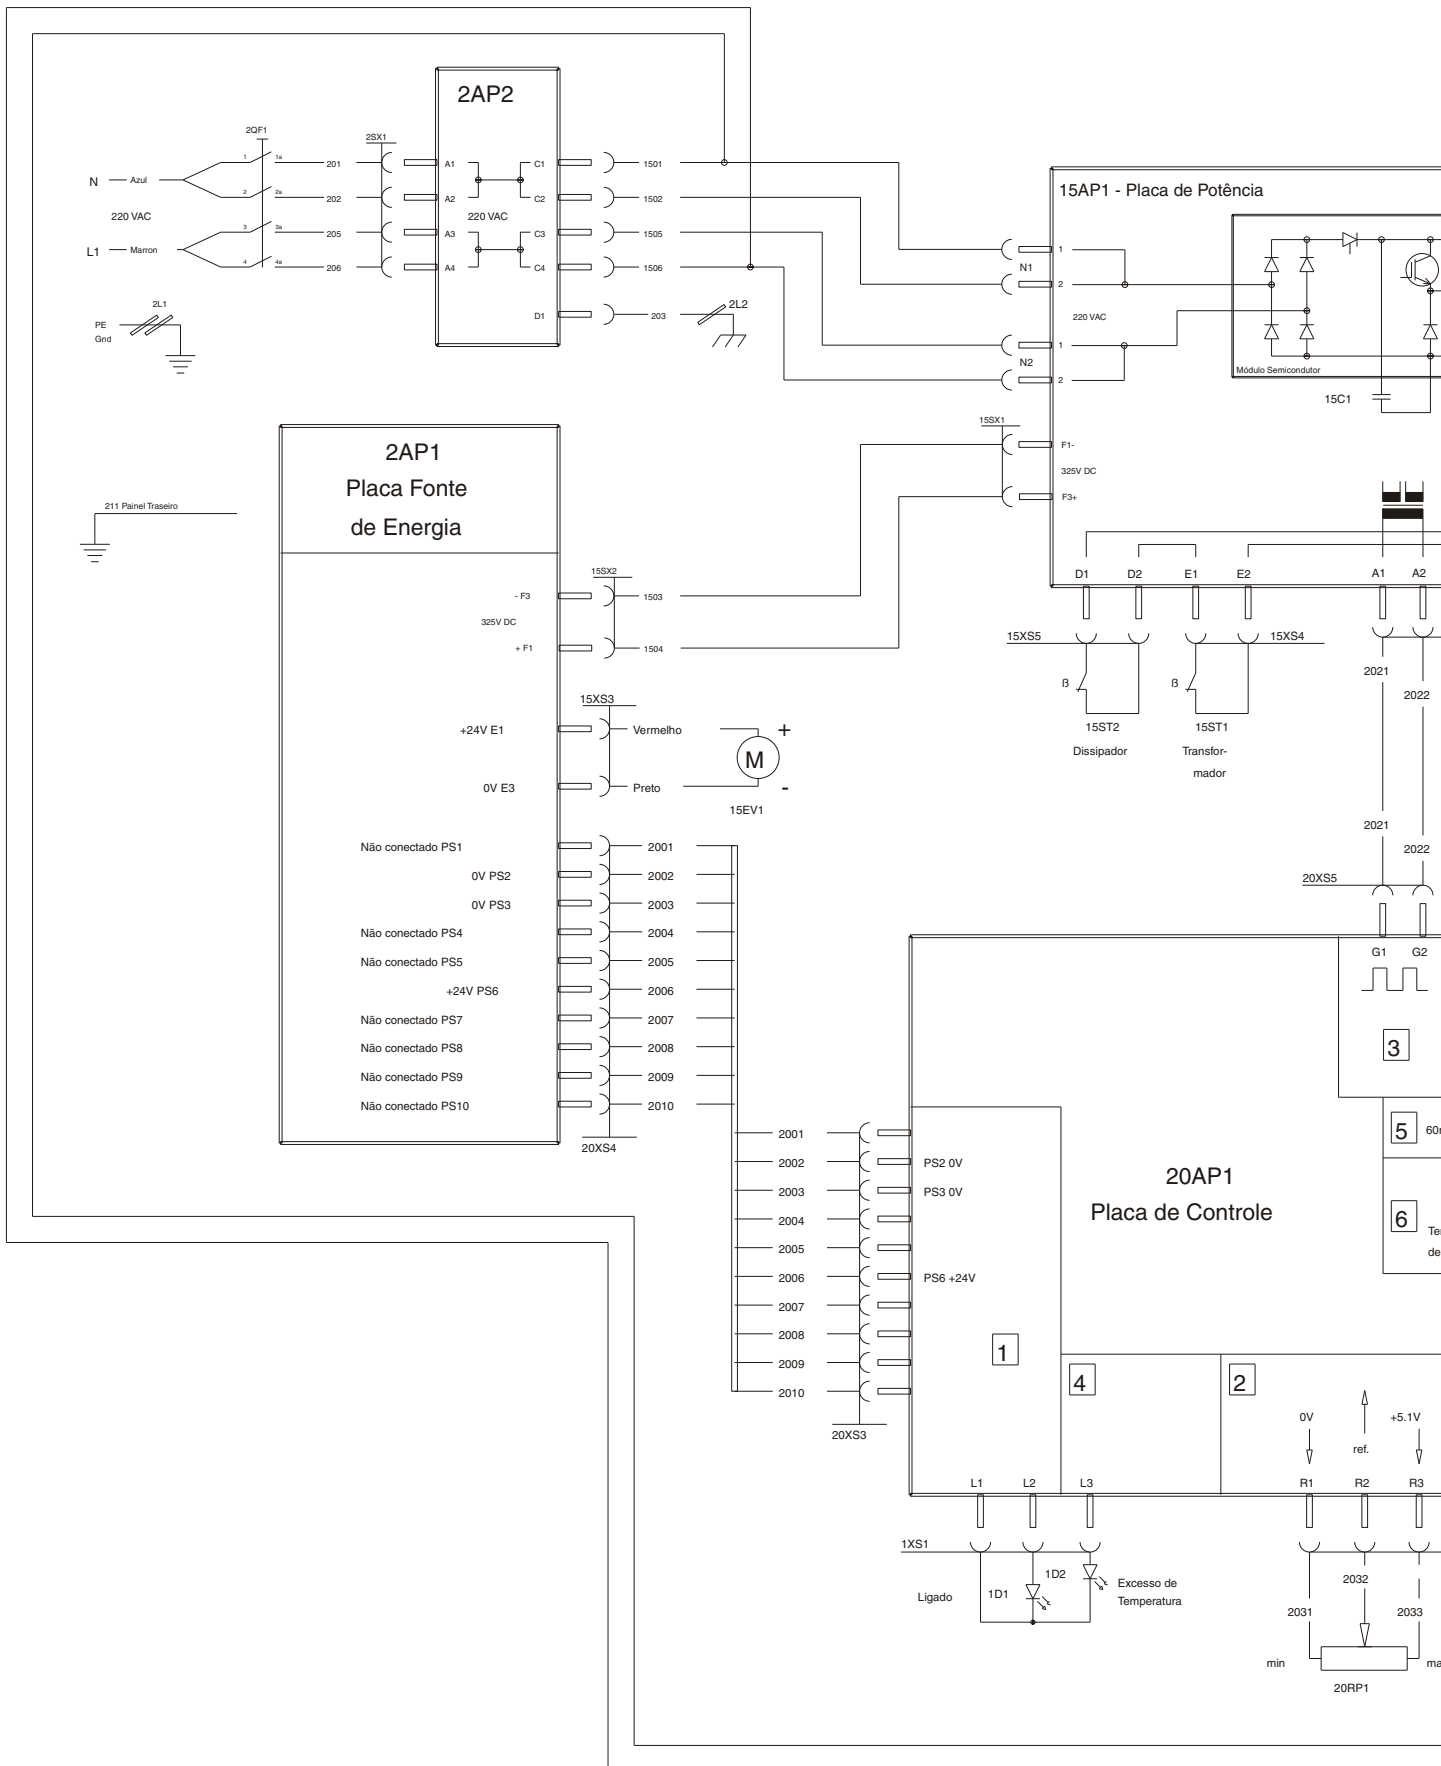 2AP2
2QF1
2SX1
N
Azul
1
1a
201
A1
C1
1501
2
2a
202
A2
C2
1502
220 VAC
220 VAC
3
3a
205
A3
C3
1505
L1
Marron
4
4a
206
A4
C4
1506
2L1
PE
Gnd
D1
203
2L2
15AP1 - Placa de Potência
1
N1
2
220 VAC
1
N2
2
Módulo Semicondutor
15C1
15SX1
F1-
325V DC
F3+
2AP1
Placa Fonte
de Energia
211 Painel Traseiro
15SX2
- F3
1503
325V DC
+ F1
1504
D1
D2
E1
E2
A1
A2
15XS5
15XS4
ß
ß
15ST2
15ST1
Dissipador
Transfor-
mador
2021
2022
2021
2022
20XS5
15XS3
+24V E1
Vermelho
+
M
0V E3
Preto
-
15EV1
Não conectado PS1
2001
0V PS2
2002
0V PS3
2003
Não conectado PS4
2004
Não conectado PS5
2005
+24V PS6
2006
Não conectado PS7
2007
Não conectado PS8
2008
Não conectado PS9
2009
Não conectado PS10
2010
20XS4
G1
G2
3
5
6
20AP1
Placa de Controle
2001
2002
PS2 0V
2003
PS3 0V
2004
2005
2006
PS6 +24V
2007
2008
2009
2010
20XS3
1
4
2
0V
ref.
+5.1V
L1
L2
L3
R1
R2
R3
1XS1
Ligado
1D1
1D2
Excesso de
Temperatura
2032
2031
2033
min
20RP1